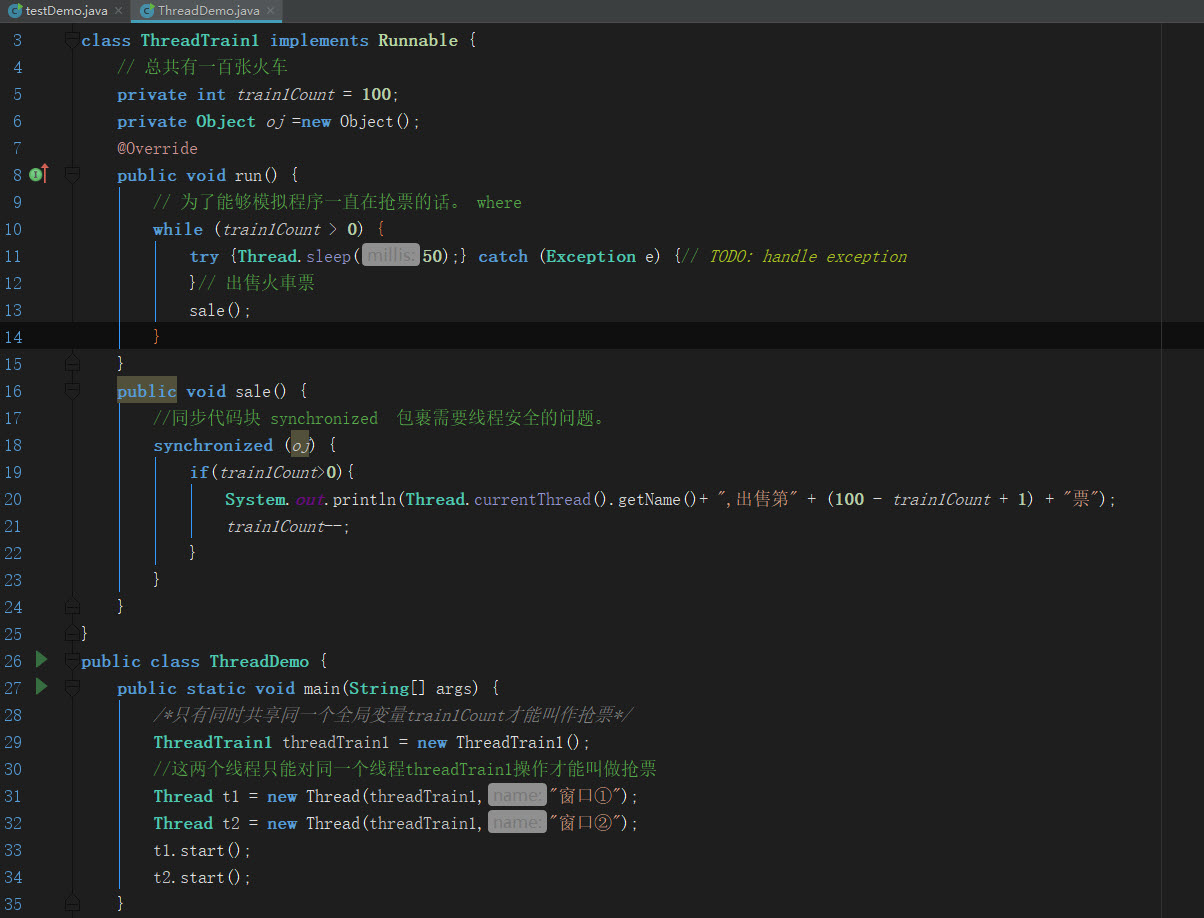 testDemo.java × ThreadDemo.java ×
3 class ThreadTrain1 implements Runnable {
4 // 总共有一百张火车
5 private int train1Count = 100;
6 private Object oj =new Object();
7 @Override
8 public void run() {
9 // 为了能够模拟程序一直在抢票的话。 where
10 while (train1Count > 0) {
11 try {Thread.sleep( millis: 50);} catch (Exception e) {// TODO: handle exception
12 }// 出售火車票
13 sale();
14 }
15 }
16 public void sale() {
17 //同步代码块 synchronized 包裹需要线程安全的问题。
18 synchronized (oj) {
19 if(train1Count>0){
20 System.out.println(Thread.currentThread().getName()+ ",出售第" + (100 - train1Count + 1) + "票");
21 train1Count--;
22 }
23 }
24 }
25 }
26 public class ThreadDemo {
27 public static void main(String[] args) {
28 /*只有同时共享同一个全局变量train1Count才能叫作抢票*/
29 ThreadTrain1 threadTrain1 = new ThreadTrain1();
30 //这两个线程只能对同一个线程threadTrain1操作才能叫做抢票
31 Thread t1 = new Thread(threadTrain1, name: "窗口①");
32 Thread t2 = new Thread(threadTrain1, name: "窗口②");
33 t1.start();
34 t2.start();
35 }